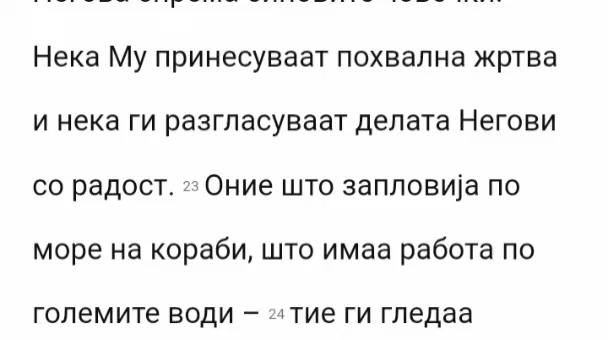 Нека Му принесуваат похвална жртва
и нека ги разгласуваат делата Негови
со радост. 23 Оние што запловија по
море на кораби, што имаа работа по
големите води – 24 тие ги гледаа